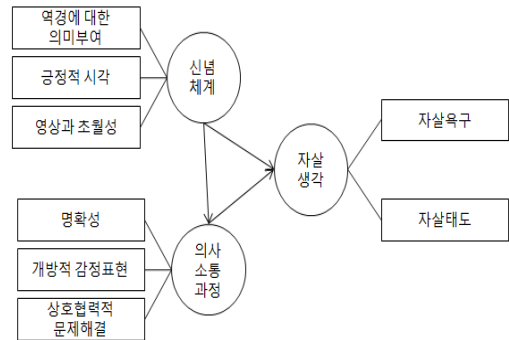 역경에 대한
의미부여
긍정적 시각
영상과 초월성
신념
체계
자살
생각
자살욕구
자살태도
명확성
개방적 감정표현
상호협력적
문제해결
의사
소통
과정